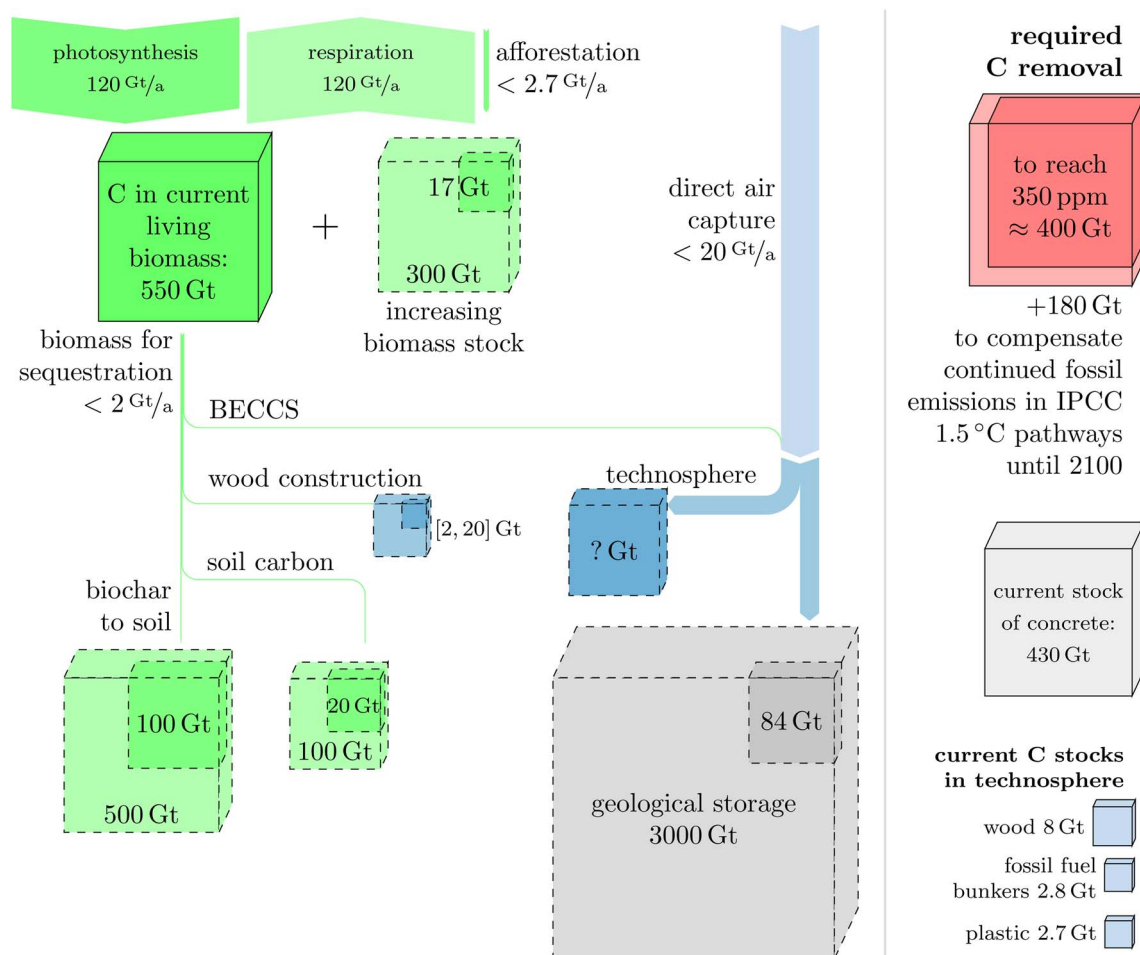 photosynthesis
120 Gt/a
respiration
120 Gt/a
afforestation
< 2.7 Gt/a
C in current
living
biomass:
550 Gt
+
17 Gt
300 Gt
increasing
biomass stock
direct air
capture
< 20 Gt/a
biomass for
sequestration
< 2 Gt/a
BECCS
wood construction
[2, 20] Gt
technosphere
? Gt
soil carbon
biochar
to soil
100 Gt
500 Gt
20 Gt
100 Gt
84 Gt
geological storage
3000 Gt
required
C removal
to reach
350 ppm
≈ 400 Gt
+180 Gt
to compensate
continued fossil
emissions in IPCC
1.5 °C pathways
until 2100
current stock
of concrete:
430 Gt
current C stocks
in technosphere
wood 8 Gt
fossil fuel
bunkers 2.8 Gt
plastic 2.7 Gt